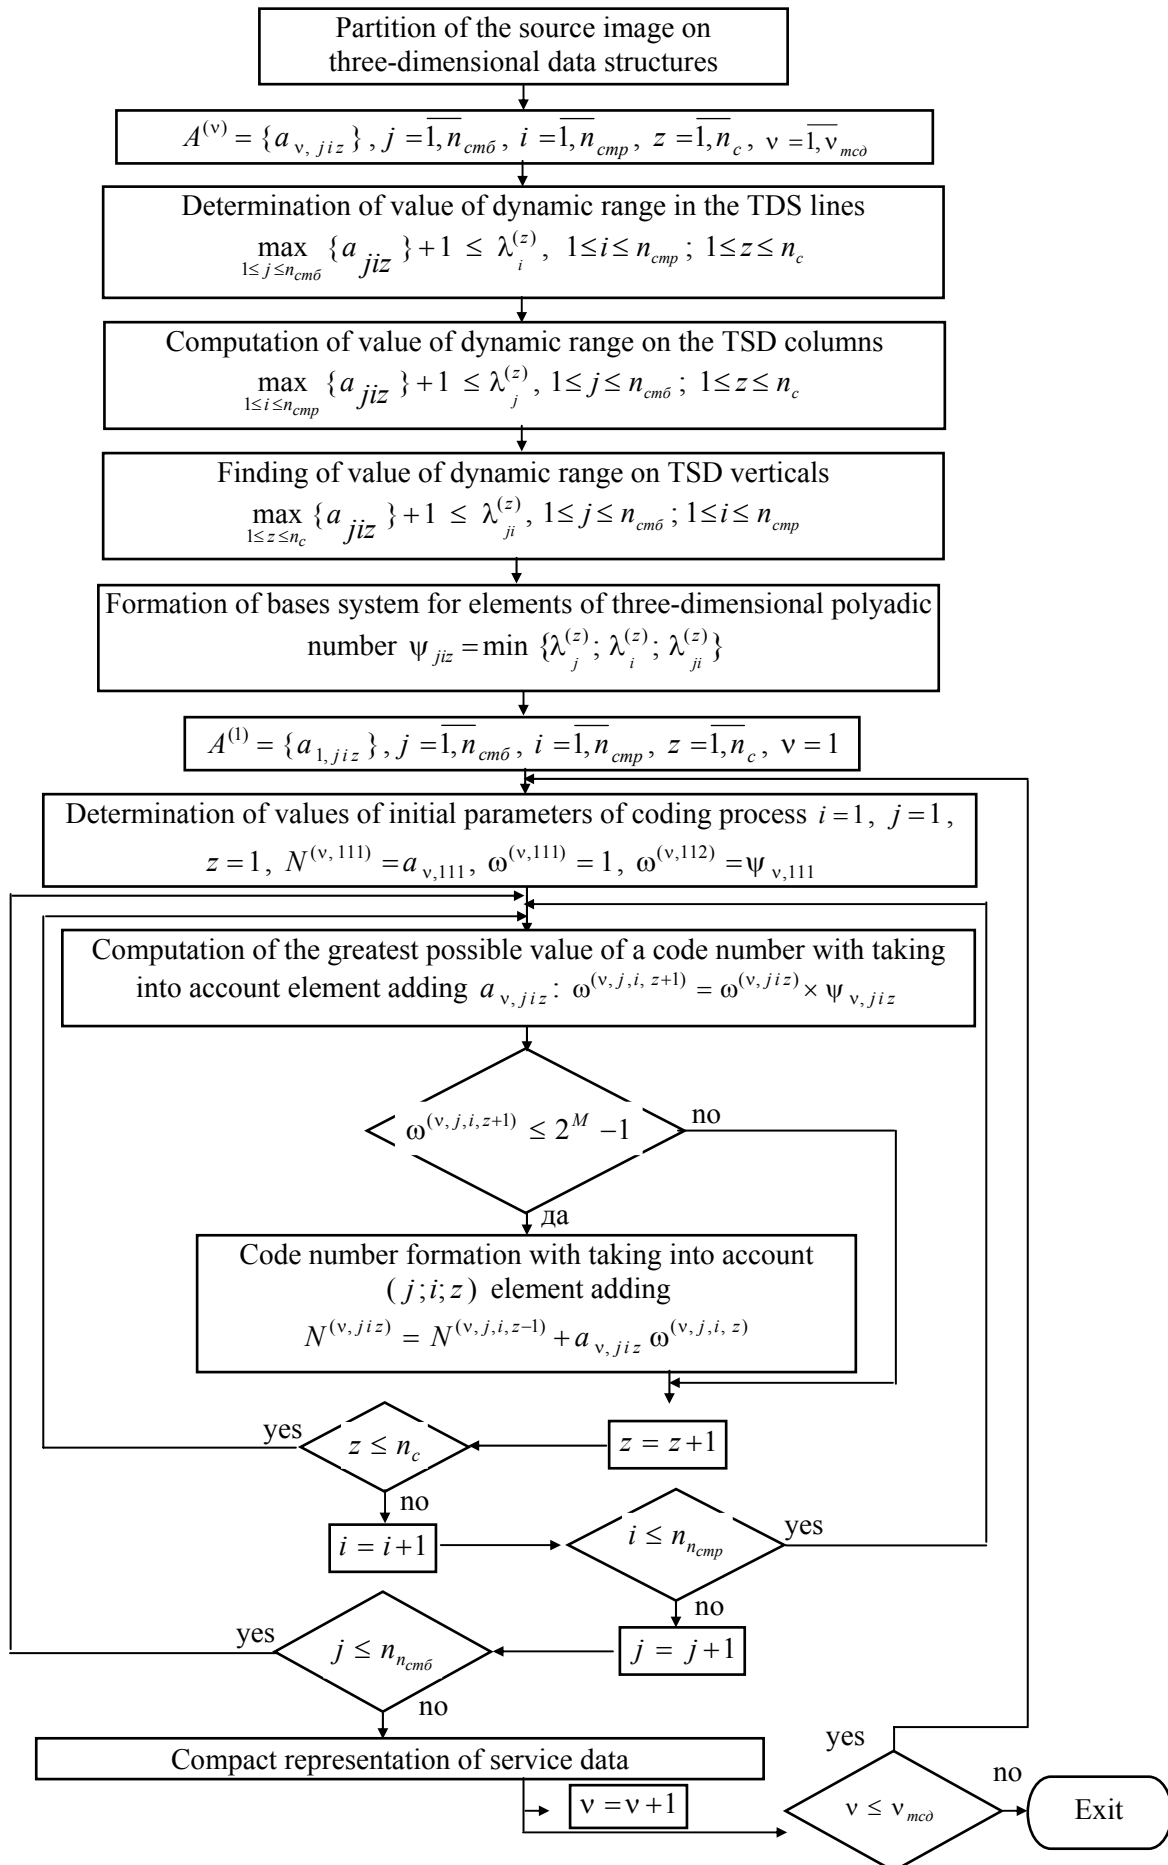 Partition of the source image on
three-dimensional data structures
A^(ν) = {a_ν, jiz}, j = 1, n_стб, i = 1, n_стр, z = 1, n_c, ν = 1, ν_тсд
Determination of value of dynamic range in the TDS lines
max_{1≤ j ≤n_стб} {a_jiz} + 1 ≤ λ_i^(z), 1≤i≤n_стр; 1≤z≤n_c
Computation of value of dynamic range on the TSD columns
max_{1≤i≤n_стр} {a_jiz} + 1 ≤ λ_j^(z), 1≤ j ≤ n_стб; 1≤z≤n_c
Finding of value of dynamic range on TSD verticals
max_{1≤z≤n_c} {a_jiz} + 1 ≤ λ_ji^(z), 1≤ j ≤ n_стб; 1≤i≤n_стр
Formation of bases system for elements of three-dimensional polyadic
number ψ_jiz = min {λ_j^(z); λ_i^(z); λ_ji^(z)}
A^(1) = {a_1, jiz}, j = 1, n_стб, i = 1, n_стр, z = 1, n_c, ν = 1
Determination of values of initial parameters of coding process i = 1, j = 1,
z = 1, N^(ν, 111) = a_ν,111, ω^(ν,111) = 1, ω^(ν,112) = ψ_ν,111
Computation of the greatest possible value of a code number with taking
into account element adding a_ν, jiz: ω^(ν, j, i, z+1) = ω^(ν, jiz) × ψ_ν, jiz
ω^(ν, j, i, z+1) ≤ 2^M − 1
no
да
Code number formation with taking into account
( j; i; z ) element adding
N^(ν, jiz) = N^(ν, j, i, z−1) + a_ν, jiz ω^(ν, j, i, z)
yes
z ≤ n_c
z = z+1
no
i = i+1
i ≤ n_n_стр
yes
no
yes
j ≤ n_n_стб
j = j+1
no
Compact representation of service data
ν = ν+1
yes
ν ≤ ν_тсд
no
Exit